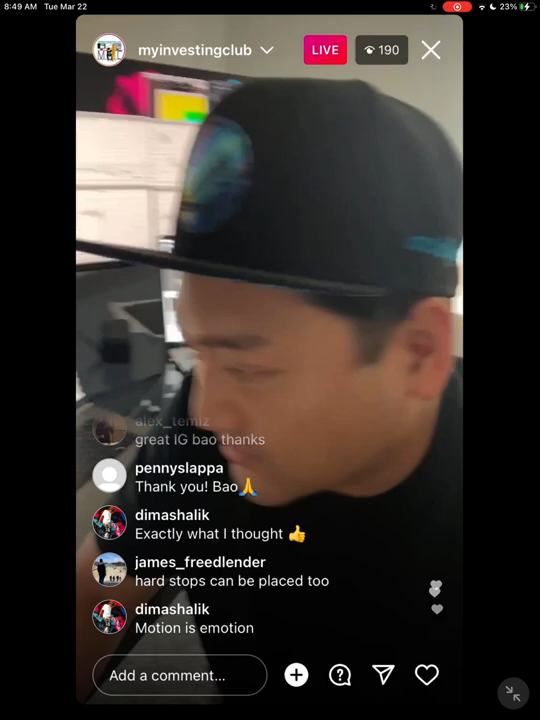 8:49 AM Tue Mar 22
23%
myinvestingclub
LIVE
190
alex_temiz
great IG bao thanks
pennyslappa
Thank you! Bao🙏
dimashalik
Exactly what I thought 👍
james_freedlender
hard stops can be placed too
dimashalik
Motion is emotion
Add a comment...